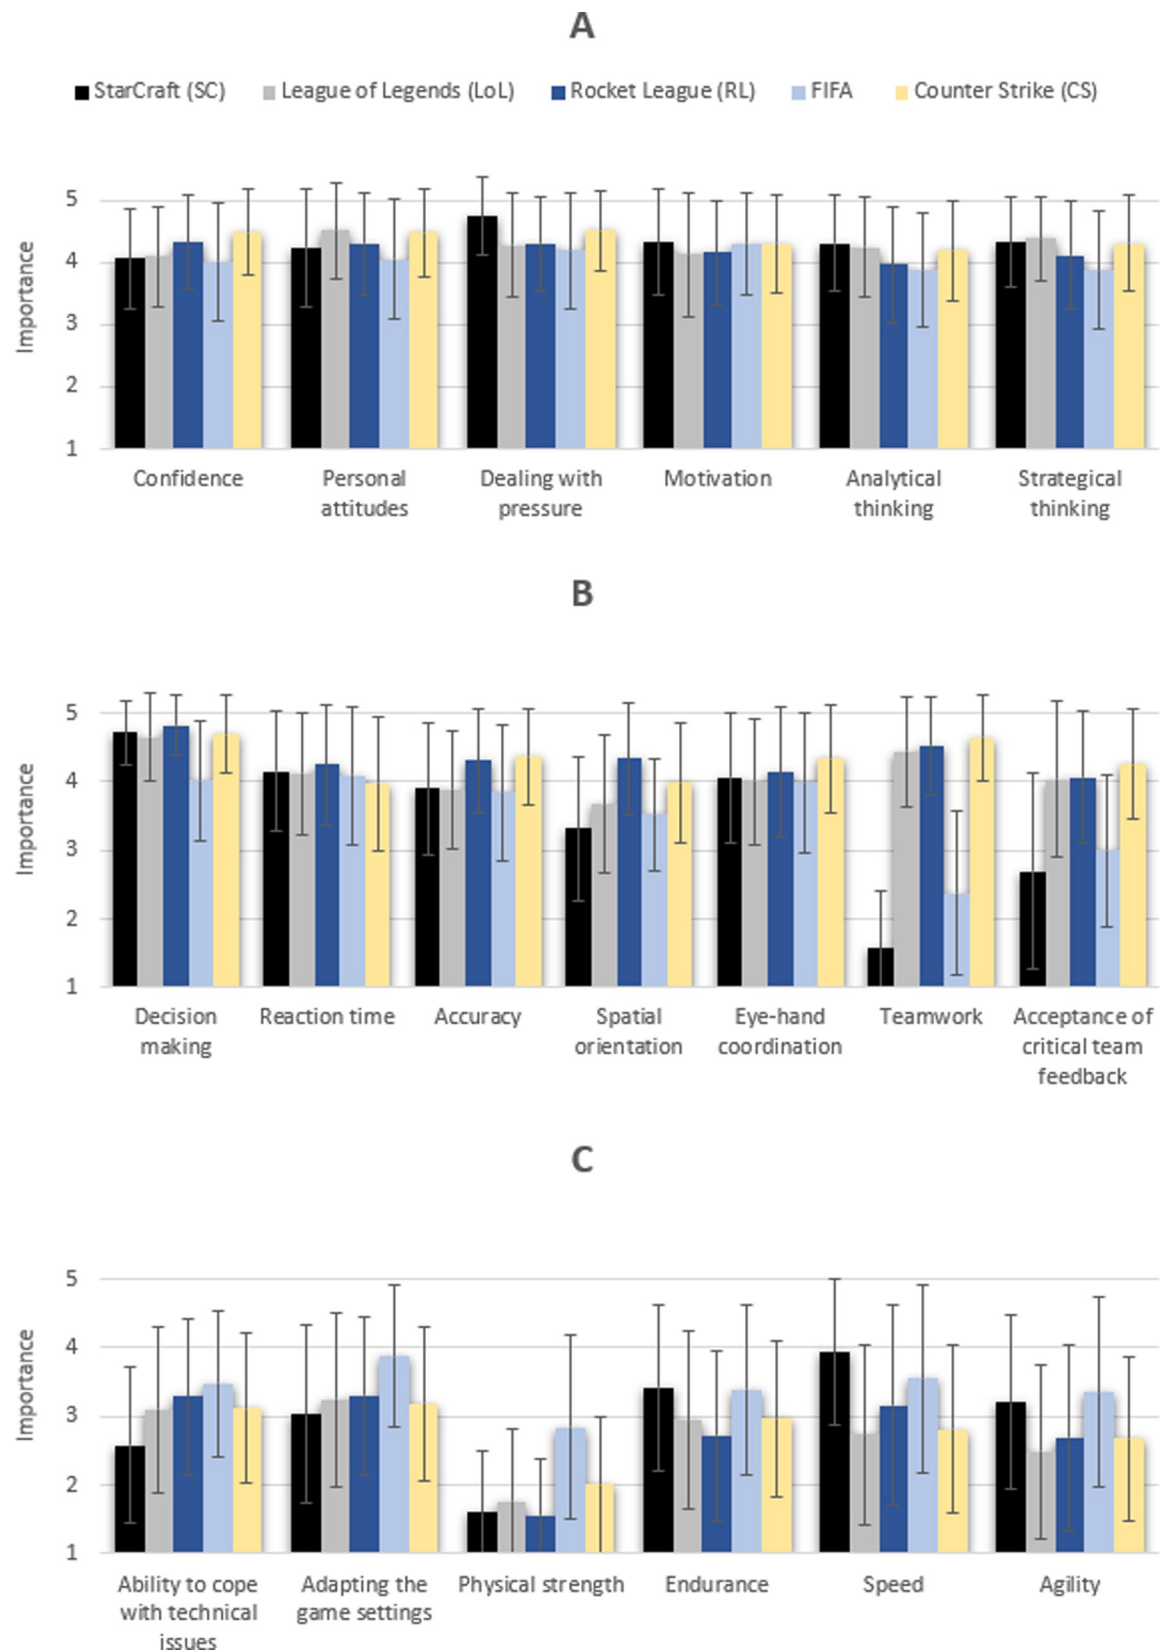 A
StarCraft (SC) League of Legends (LoL) Rocket League (RL) FIFA Counter Strike (CS)
Importance
5
4
3
2
1
Confidence Personal attitudes Dealing with pressure Motivation Analytical thinking Strategical thinking
B
Importance
5
4
3
2
1
Decision making Reaction time Accuracy Spatial orientation Eye-hand coordination Teamwork Acceptance of critical team feedback
C
Importance
5
4
3
2
1
Ability to cope with technical issues Adapting the game settings Physical strength Endurance Speed Agility